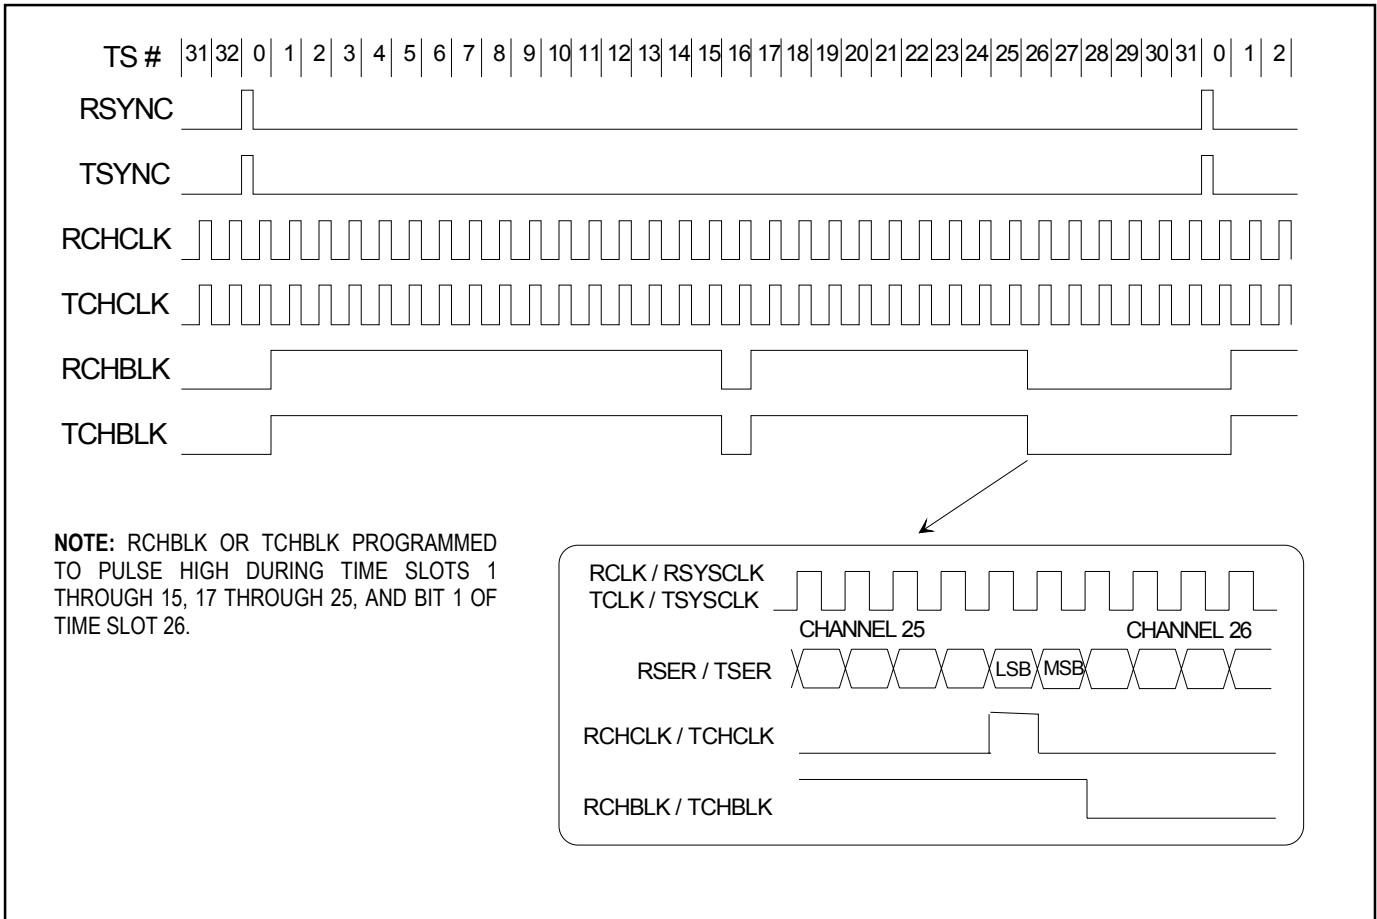 TS # 31 32 0 1 2 3 4 5 6 7 8 9 10 11 12 13 14 15 16 17 18 19 20 21 22 23 24 25 26 27 28 29 30 31 0 1 2
RSYNC
TSYNC
RCHCLK
TCHCLK
RCHBLK
TCHBLK
NOTE: RCHBLK OR TCHBLK PROGRAMMED
TO PULSE HIGH DURING TIME SLOTS 1
THROUGH 15, 17 THROUGH 25, AND BIT 1 OF
TIME SLOT 26.
RCLK / RSYSCLK
TCLK / TSYSCLK
CHANNEL 25 CHANNEL 26
RSER / TSER LSB MSB
RCHCLK / TCHCLK
RCHBLK / TCHBLK